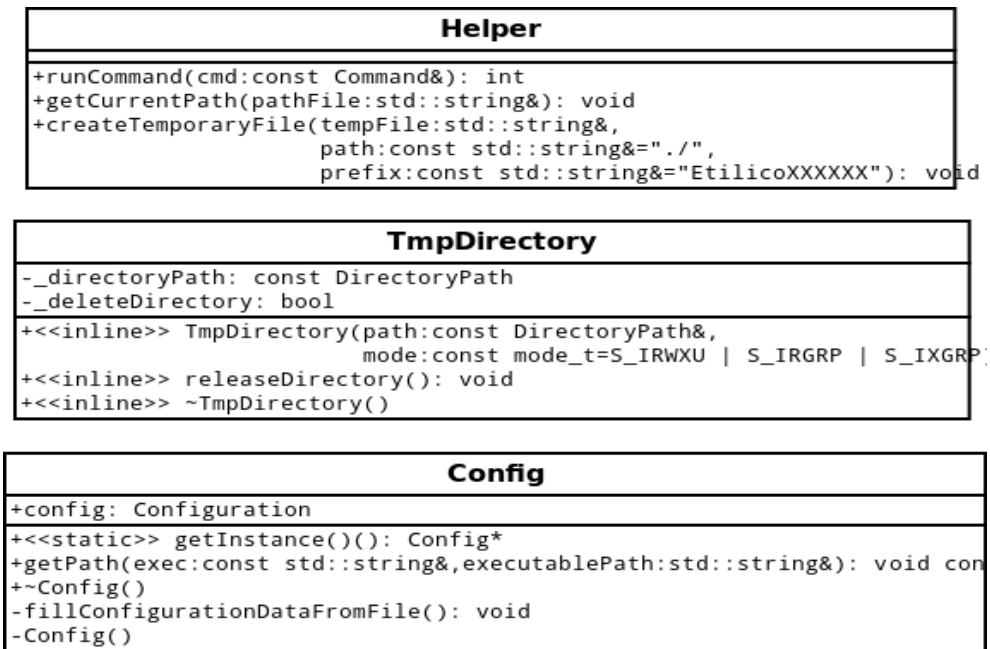 Helper
+runCommand(cmd:const Command&): int
+getCurrentPath(pathFile:std::string&): void
+createTemporaryFile(tempFile:std::string&,
path:const std::string&="./",
prefix:const std::string&="EtilicoXXXXXX"): void
TmpDirectory
-_directoryPath: const DirectoryPath
-_deleteDirectory: bool
+<<inline>> TmpDirectory(path:const DirectoryPath&,
mode:const mode_t=S_IRWXU | S_IRGRP | S_IXGRP)
+<<inline>> releaseDirectory(): void
+<<inline>> ~TmpDirectory()
Config
+config: Configuration
+<<static>> getInstance()(): Config*
+getPath(exec:const std::string&,executablePath:std::string&): void con
+~Config()
-fillConfigurationDataFromFile(): void
-Config()